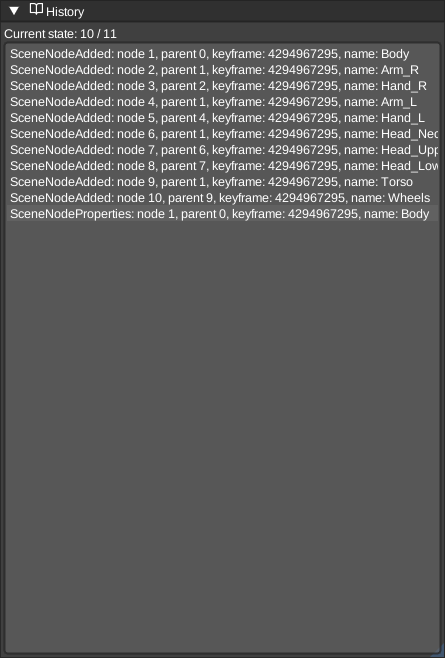 History
Current state: 10 / 11
SceneNodeAdded: node 1, parent 0, keyframe: 4294967295, name: Body
SceneNodeAdded: node 2, parent 1, keyframe: 4294967295, name: Arm_R
SceneNodeAdded: node 3, parent 2, keyframe: 4294967295, name: Hand_R
SceneNodeAdded: node 4, parent 1, keyframe: 4294967295, name: Arm_L
SceneNodeAdded: node 5, parent 4, keyframe: 4294967295, name: Hand_L
SceneNodeAdded: node 6, parent 1, keyframe: 4294967295, name: Head_Nec
SceneNodeAdded: node 7, parent 6, keyframe: 4294967295, name: Head_Upp
SceneNodeAdded: node 8, parent 7, keyframe: 4294967295, name: Head_Low
SceneNodeAdded: node 9, parent 1, keyframe: 4294967295, name: Torso
SceneNodeAdded: node 10, parent 9, keyframe: 4294967295, name: Wheels
SceneNodeProperties: node 1, parent 0, keyframe: 4294967295, name: Body